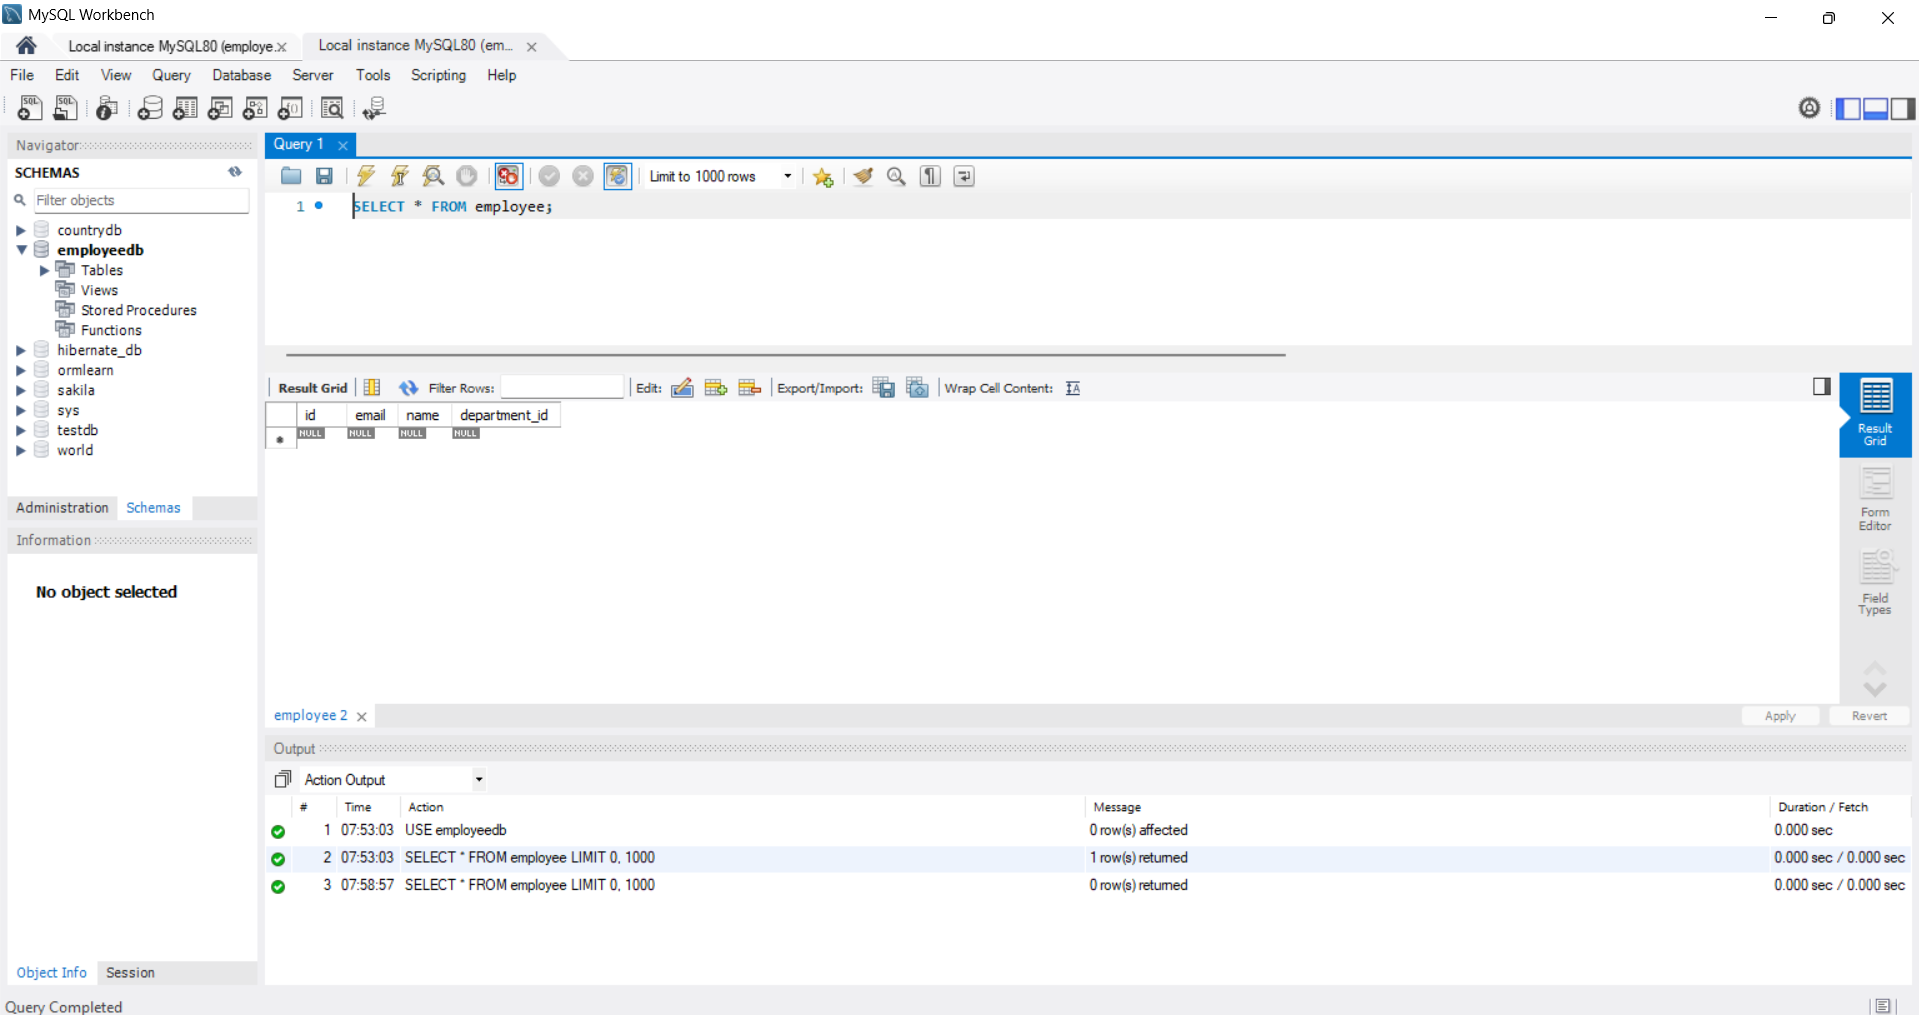 MySQL Workbench
Local instance MySQL80 (employe.x
Local instance MySQL80 (em... x
File Edit View Query Database Server Tools Scripting Help
SQL SQL
Navigator
Query 1
SCHEMAS
Limit to 1000 rows
Filter objects
1 SELECT * FROM employee;
countrydb
employeedb
Tables
Views
Stored Procedures
Functions
hibernate_db
ormlearn
sakila
sys
testdb
world
Result Grid Filter Rows: Edit: Export/Import: Wrap Cell Content:
id email name department_id
* NULL NULL NULL NULL
Result
Grid
Form
Editor
Field
Types
Administration Schemas
Information
No object selected
employee 2
Apply Revert
Output
Action Output
# Time Action Message Duration / Fetch
1 07:53:03 USE employeedb 0 row(s) affected 0.000 sec
2 07:53:03 SELECT * FROM employee LIMIT 0, 1000 1 row(s) returned 0.000 sec / 0.000 sec
3 07:58:57 SELECT * FROM employee LIMIT 0, 1000 0 row(s) returned 0.000 sec / 0.000 sec
Object Info Session
Query Completed